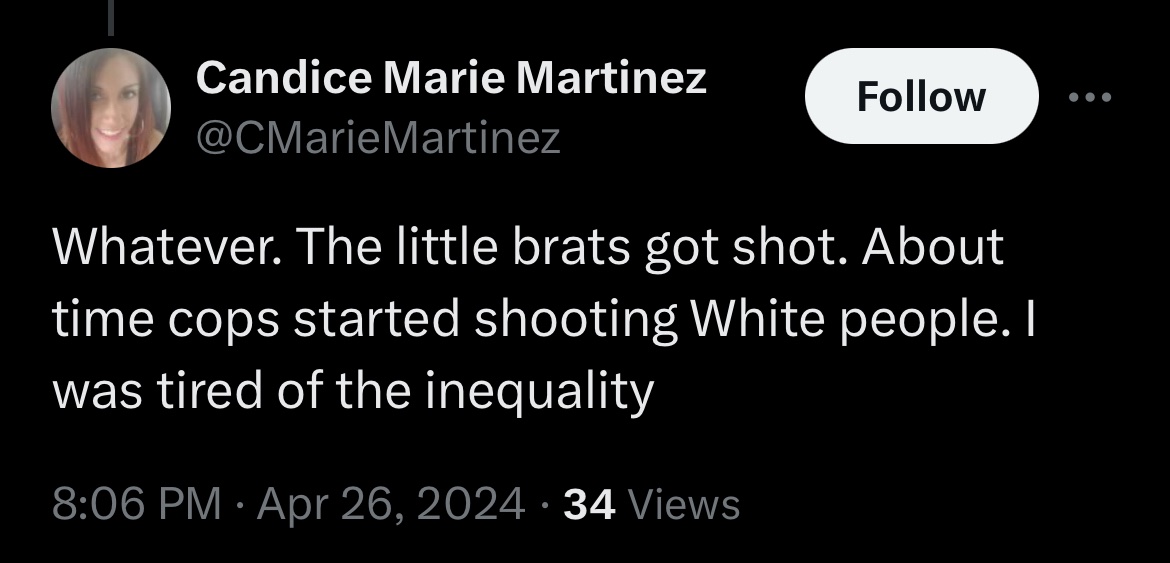 Candice Marie Martinez
@CMarieMartinez
Follow
Whatever. The little brats got shot. About
time cops started shooting White people. I
was tired of the inequality
8:06 PM · Apr 26, 2024 · 34 Views